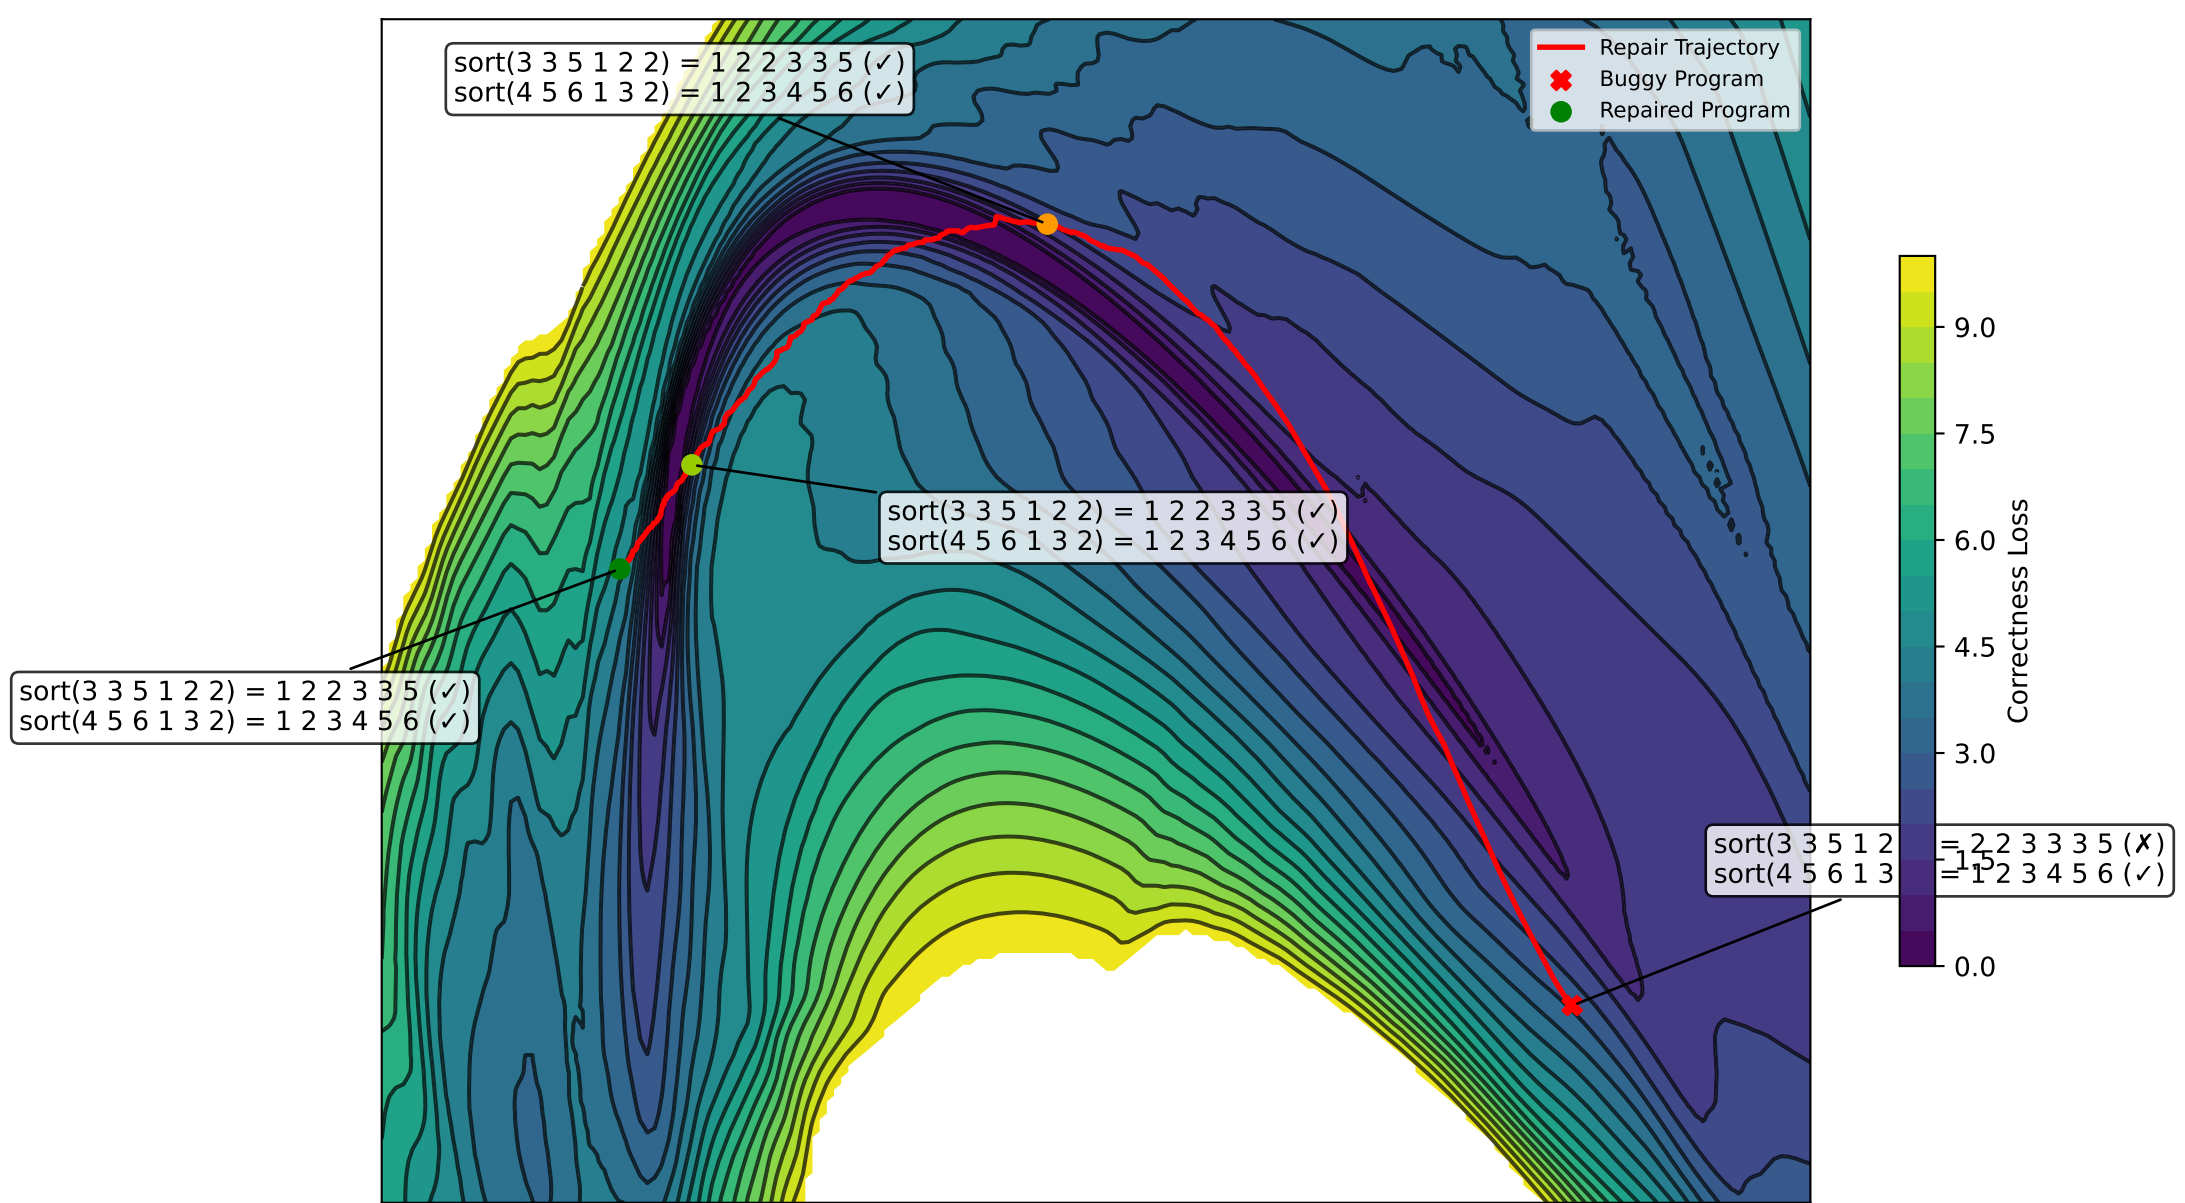 sort(3 3 5 1 2 2) = 1 2 2 3 3 5 (✓)
sort(4 5 6 1 3 2) = 1 2 3 4 5 6 (✓)
Repair Trajectory
Buggy Program
Repaired Program
sort(3 3 5 1 2 2) = 1 2 2 3 3 5 (✓)
sort(4 5 6 1 3 2) = 1 2 3 4 5 6 (✓)
sort(3 3 5 1 2 2) = 1 2 2 3 3 5 (✓)
sort(4 5 6 1 3 2) = 1 2 3 4 5 6 (✓)
sort(3 3 5 1 2 = 2 2 3 3 3 5 (✗)
sort(4 5 6 1 3 = 1 2 3 4 5 6 (✓)
9.0
7.5
6.0
4.5
3.0
1.5
0.0
Correctness Loss